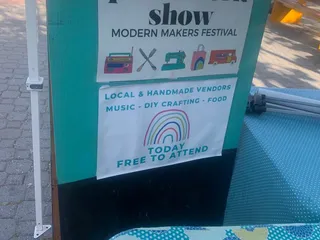 show
MODERN MAKERS FESTIVAL
LOCAL & HANDMADE VENDORS
MUSIC - DIY CRAFTING - FOOD
TODAY
FREE TO ATTEND